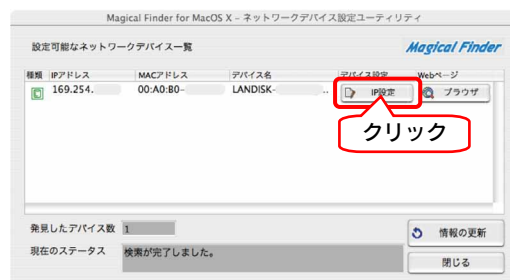 Magical Finder for MacOS X – ネットワークデバイス設定ユーティリティ
設定可能なネットワークデバイス一覧
Magical Finder
種類 IPアドレス MACアドレス デバイス名 デバイス設定 Webページ
169.254. 00:A0:B0- LANDISK- .. IP設定 ブラウザ
クリック
発見したデバイス数 1
情報の更新
現在のステータス 検索が完了しました。
閉じる